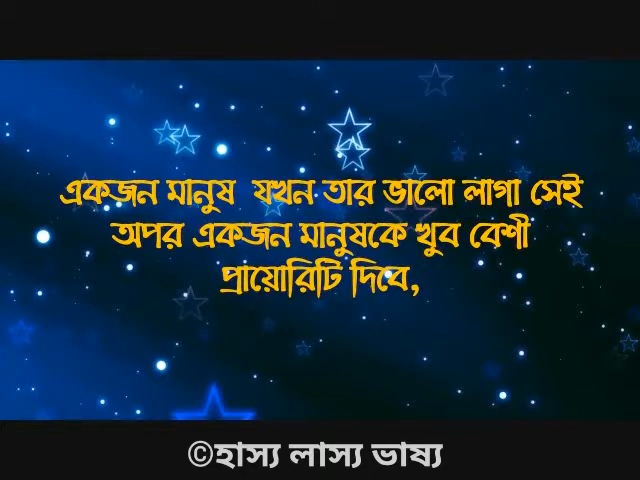 একজন মানুষ যখন তার ভালো লাগা সেই
অপর একজন মানুষকে খুব বেশী
প্রায়োরিটি দিবে,
©হাস্য লাস্য ভাষ্য